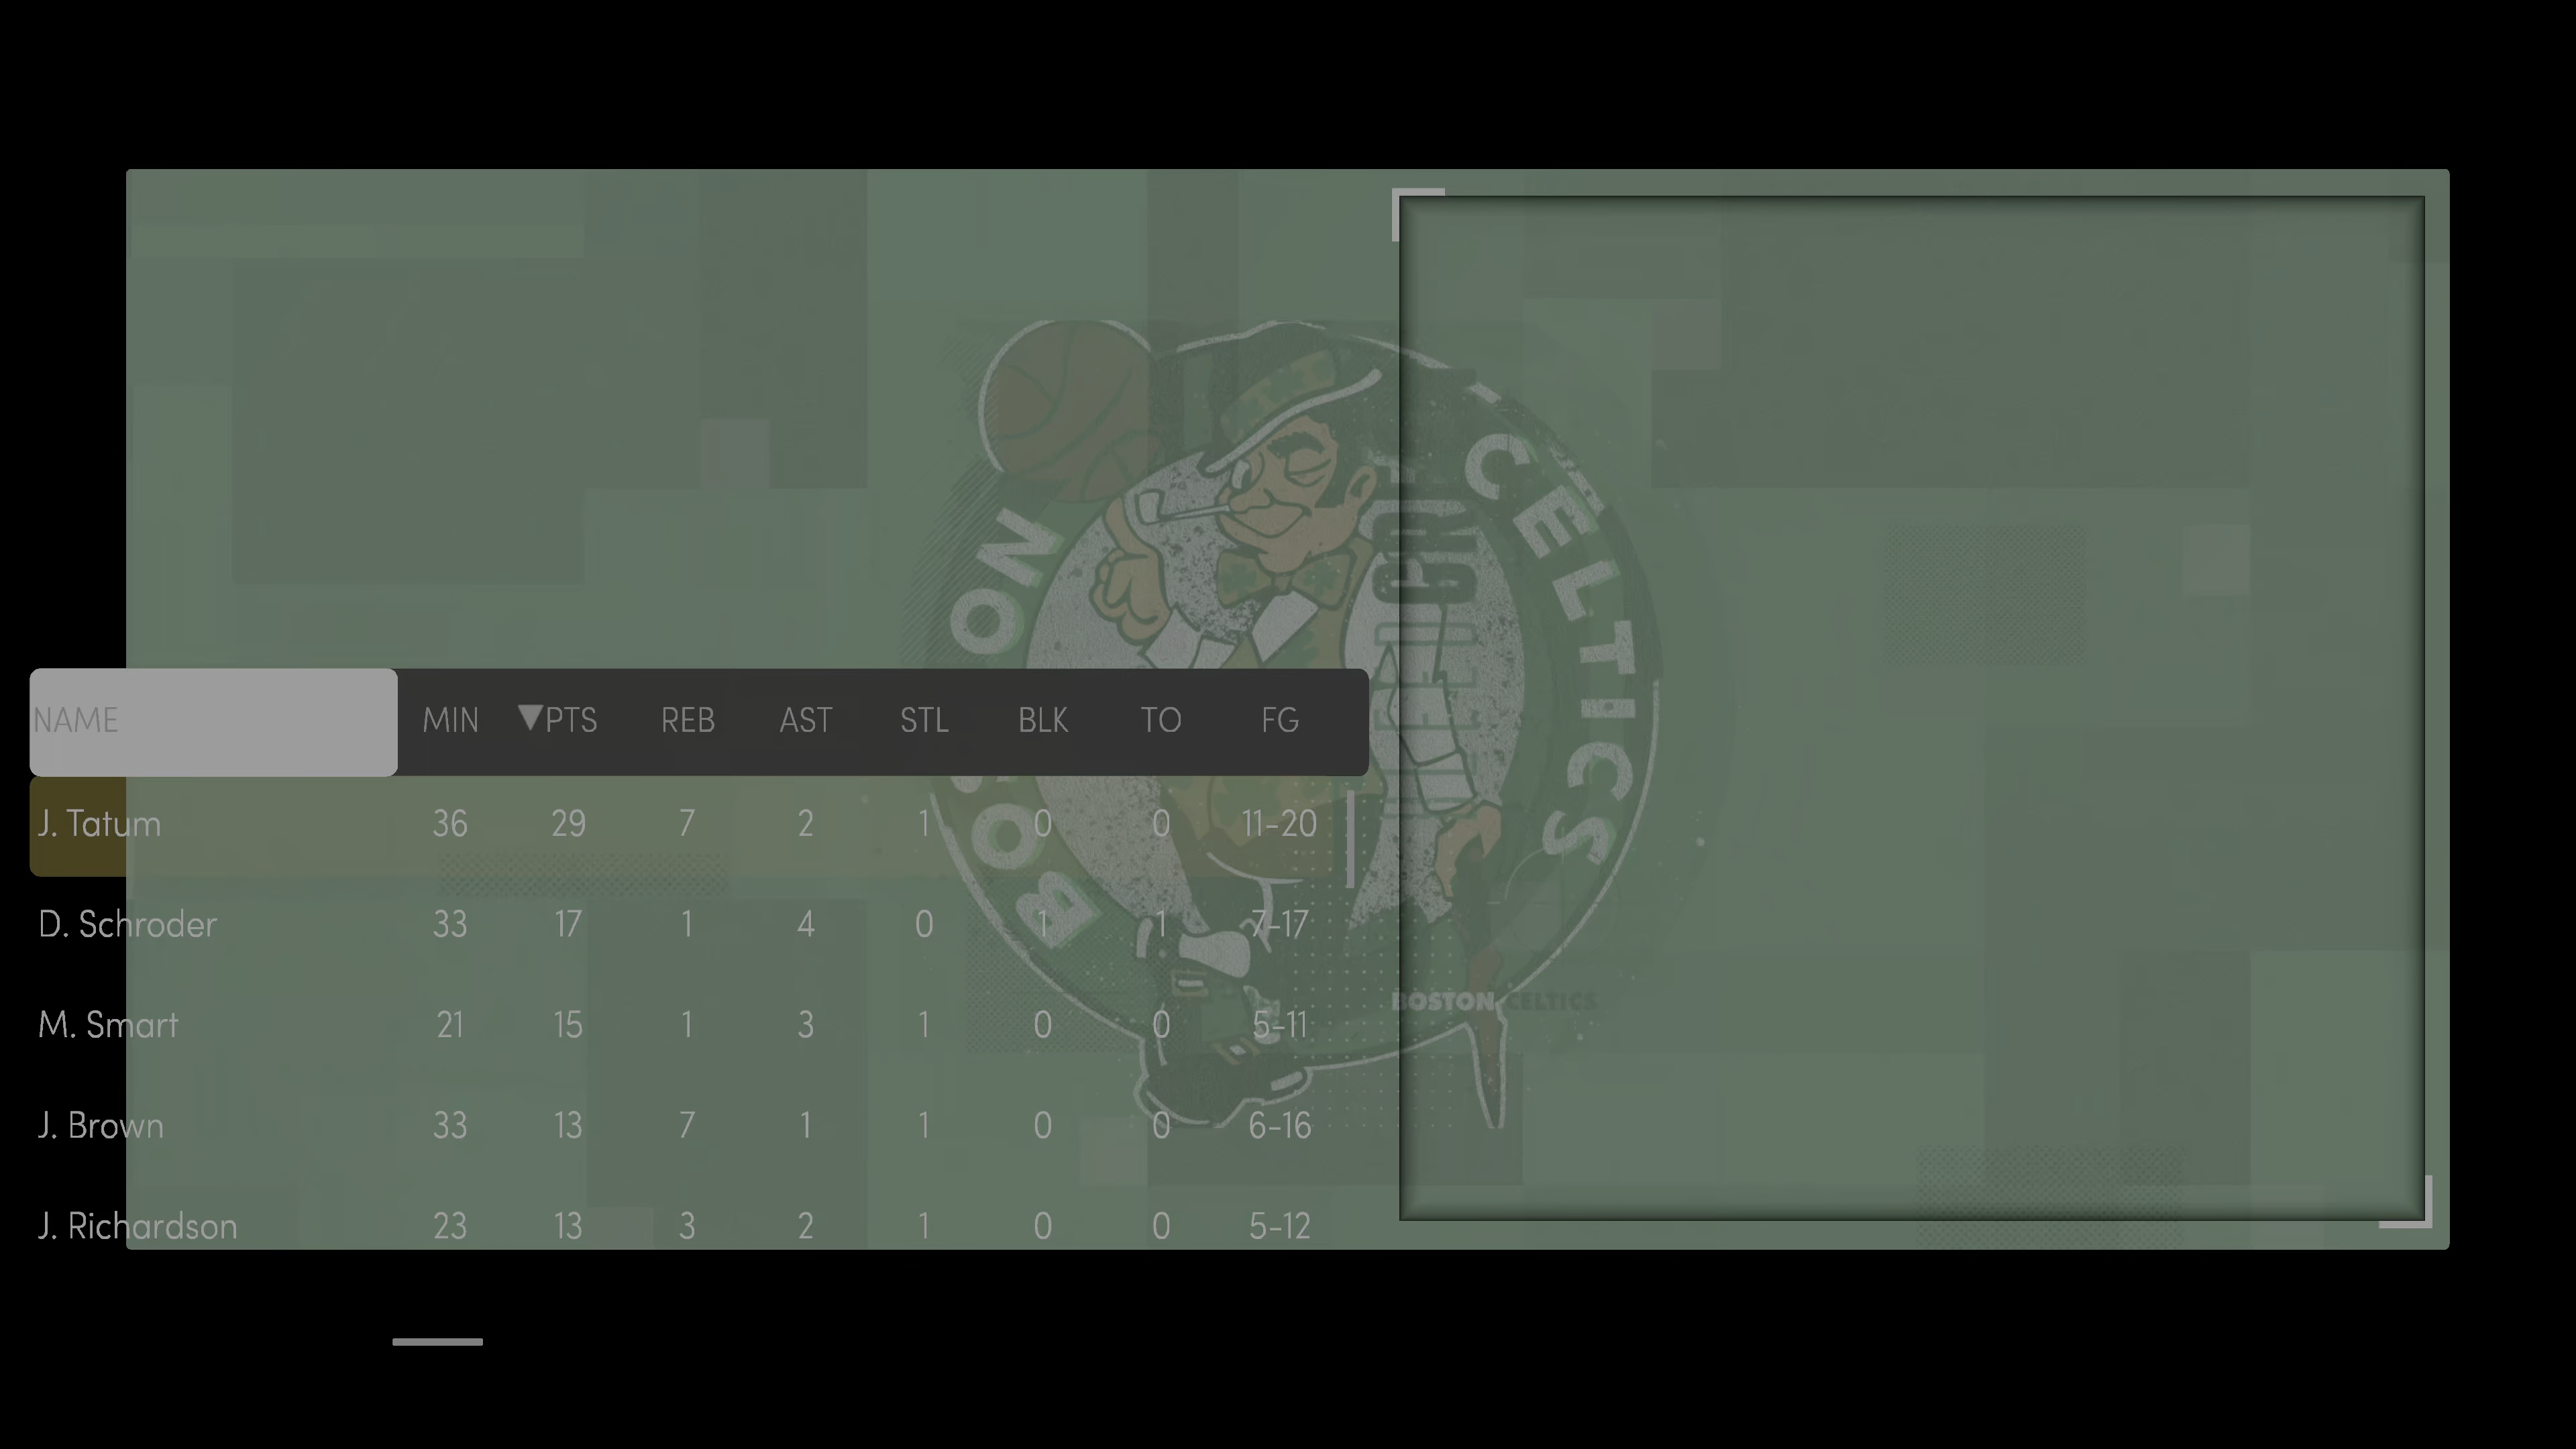 BOSTON
CELTICS
NAME MIN ▼PTS REB AST STL BLK TO FG
J. Tatum 36 29 7 2 1 0 0 11-20
D. Schroder 33 17 1 4 0 1 1 7-17
BOSTON CELTICS
M. Smart 21 15 1 3 1 0 0 5-11
J. Brown 33 13 7 1 1 0 0 6-16
J. Richardson 23 13 3 2 1 0 0 5-12